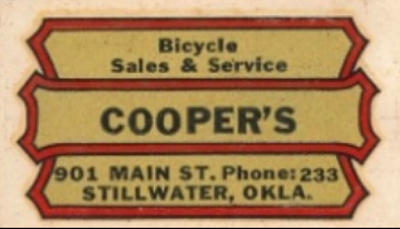 Bicycle
Sales & Service
COOPER'S
901 MAIN ST. Phone: 233
STILLWATER, OKLA.